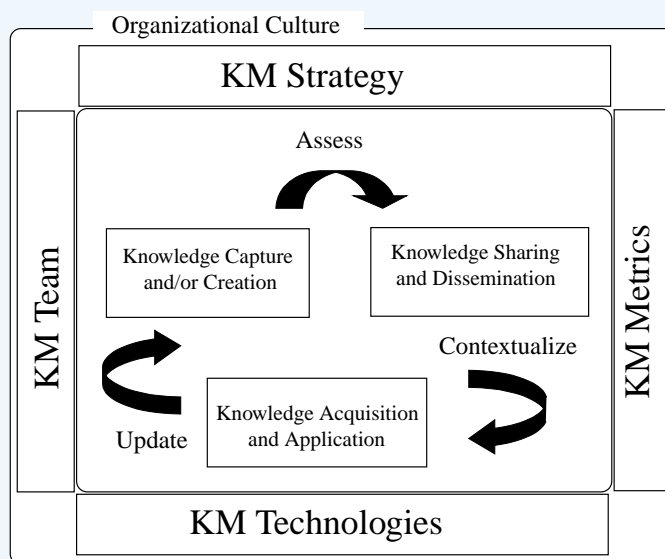 Organizational Culture
KM Strategy
KM Team
Assess
Knowledge Capture
and/or Creation
Knowledge Sharing
and Dissemination
Contextualize
Update
Knowledge Acquisition
and Application
KM Metrics
KM Technologies